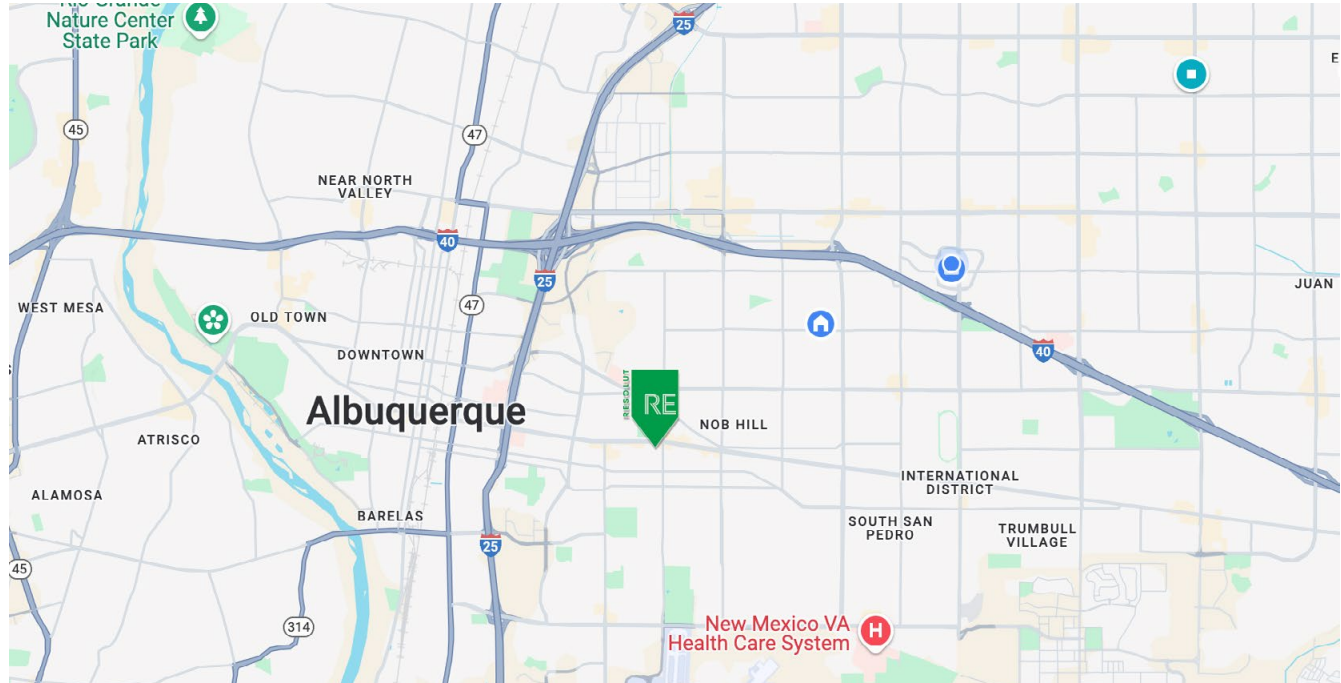 Rio Grande
Nature Center
State Park
25
E
45
47
NEAR NORTH
VALLEY
40
25
JUAN
WEST MESA
47
OLD TOWN
DOWNTOWN
40
RESOLUT
RE
Albuquerque
NOB HILL
ATRISCO
INTERNATIONAL
DISTRICT
ALAMOSA
BARELAS
SOUTH SAN
PEDRO
TRUMBULL
VILLAGE
25
45
314
New Mexico VA
Health Care System
H